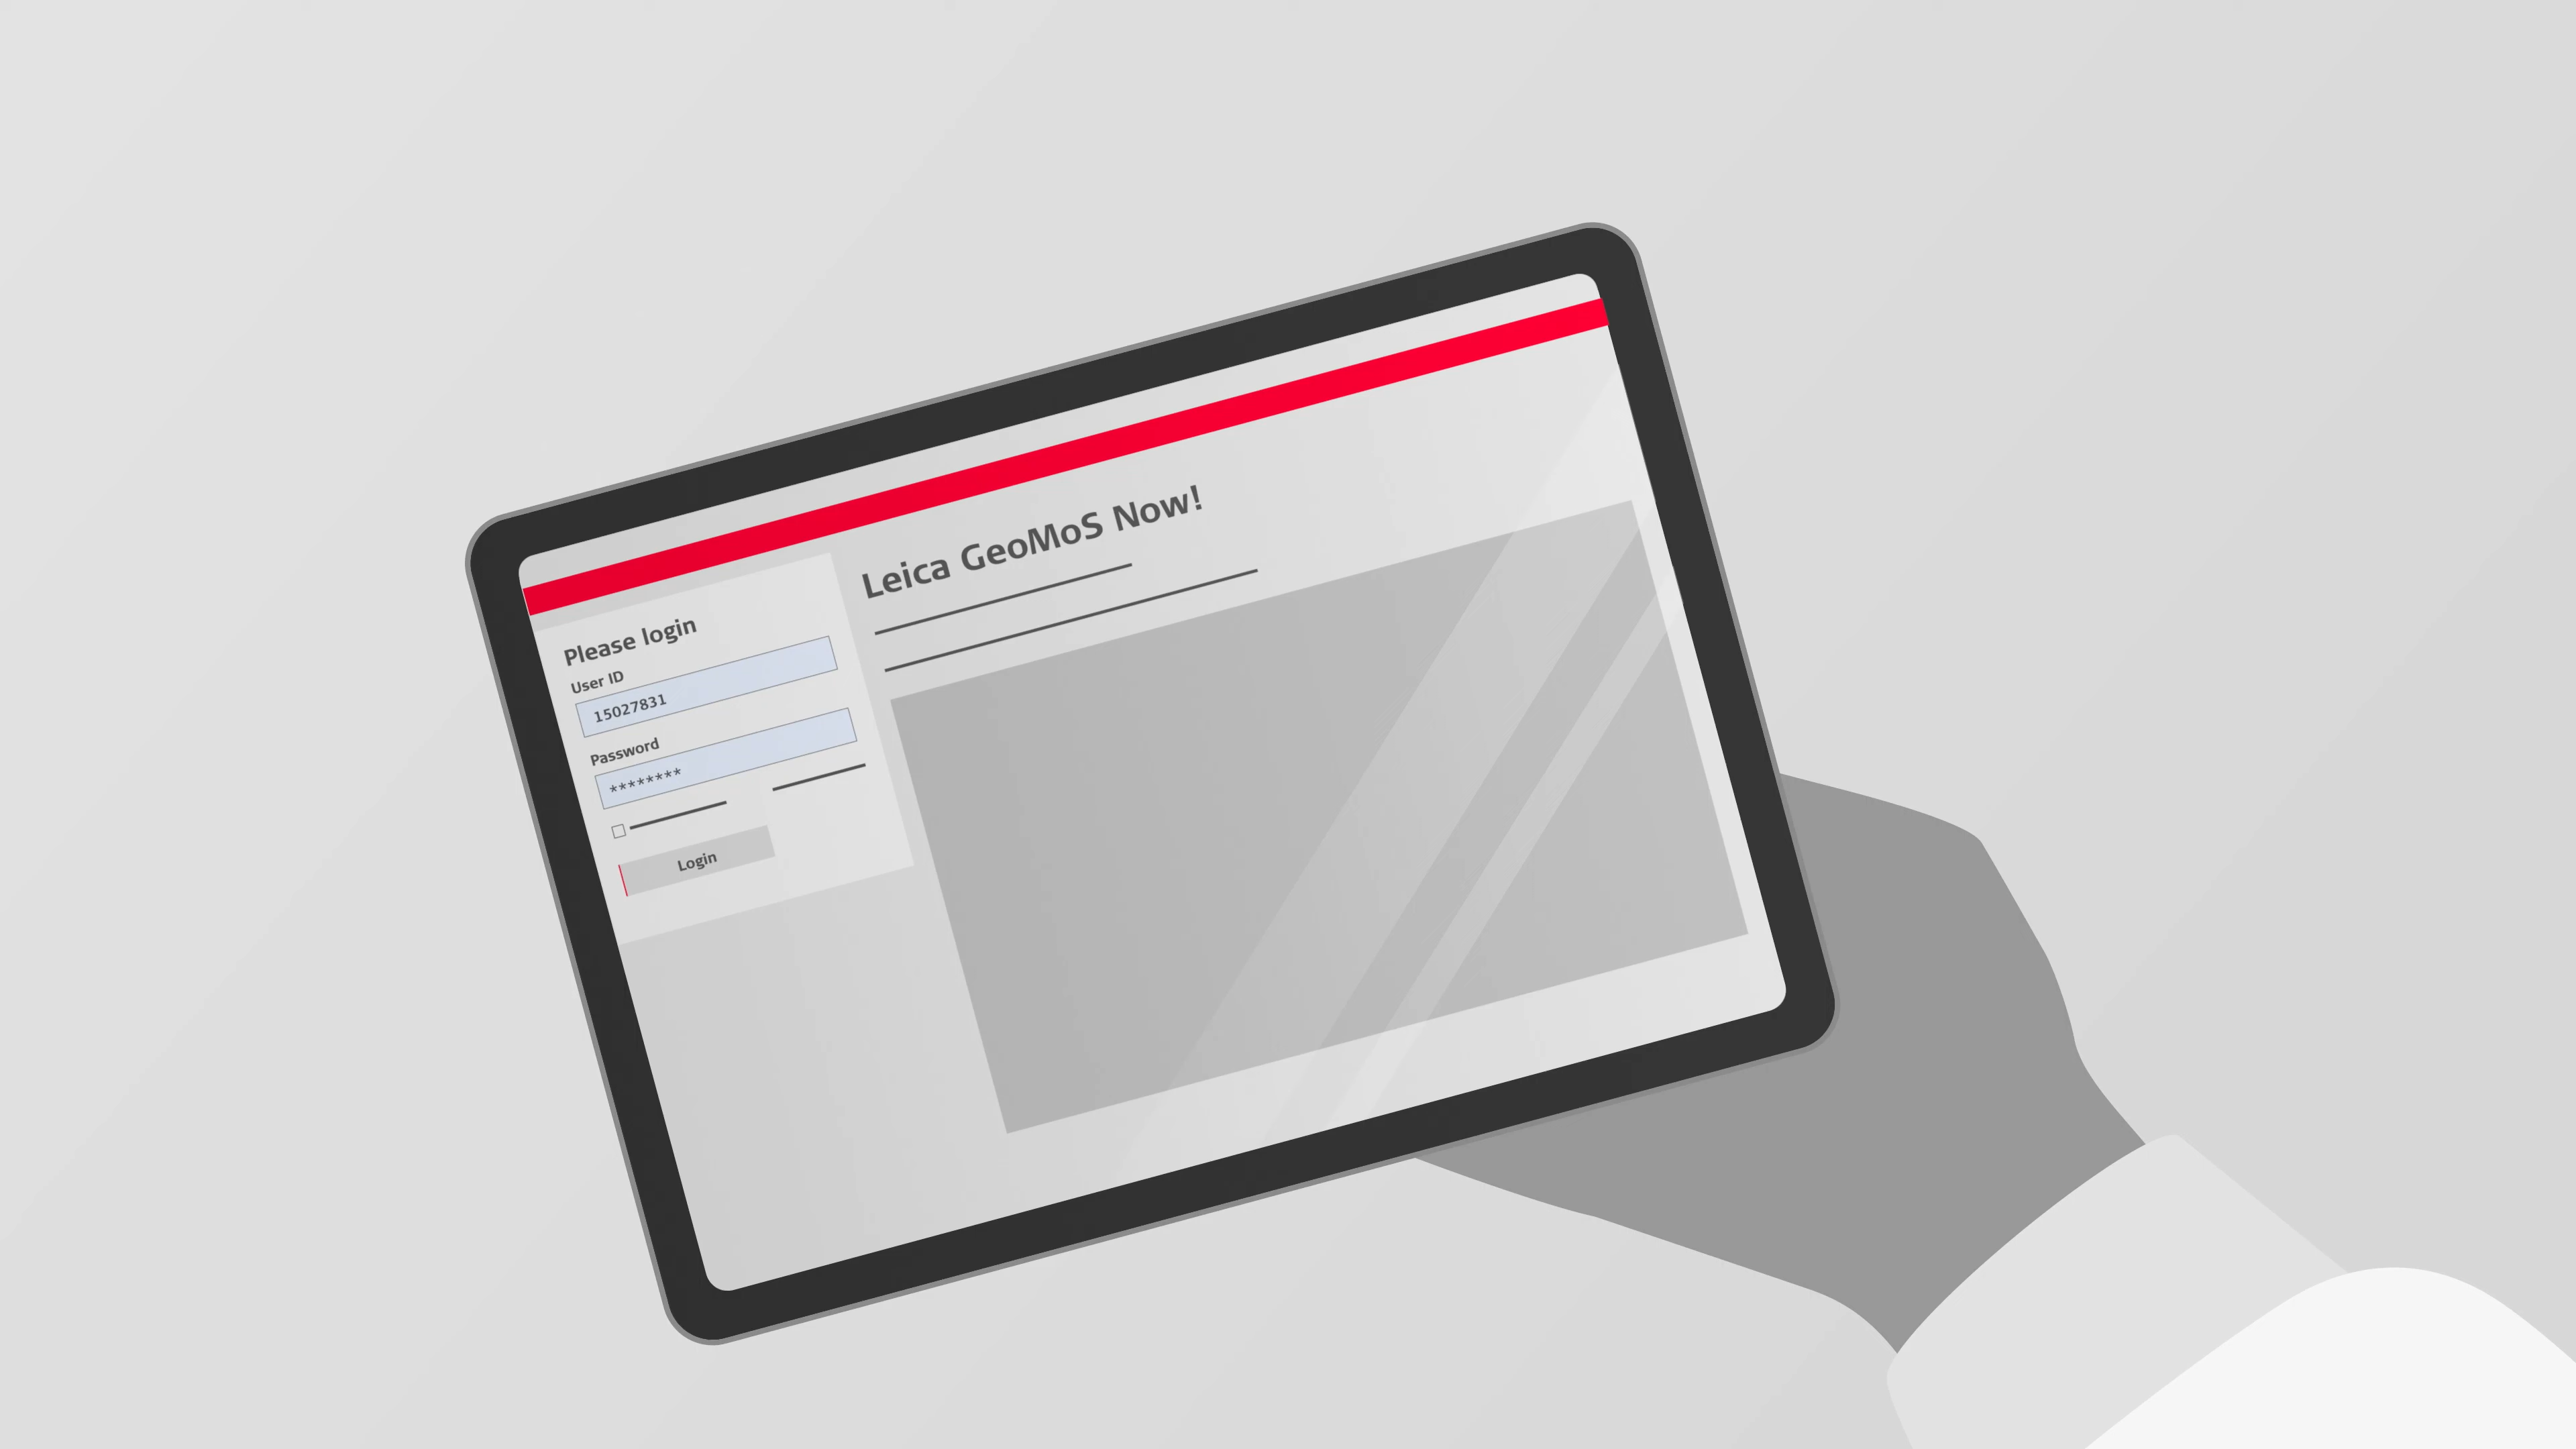 Leica GeoMoS Now!
Please login
User ID
15027831
Password
********
Login